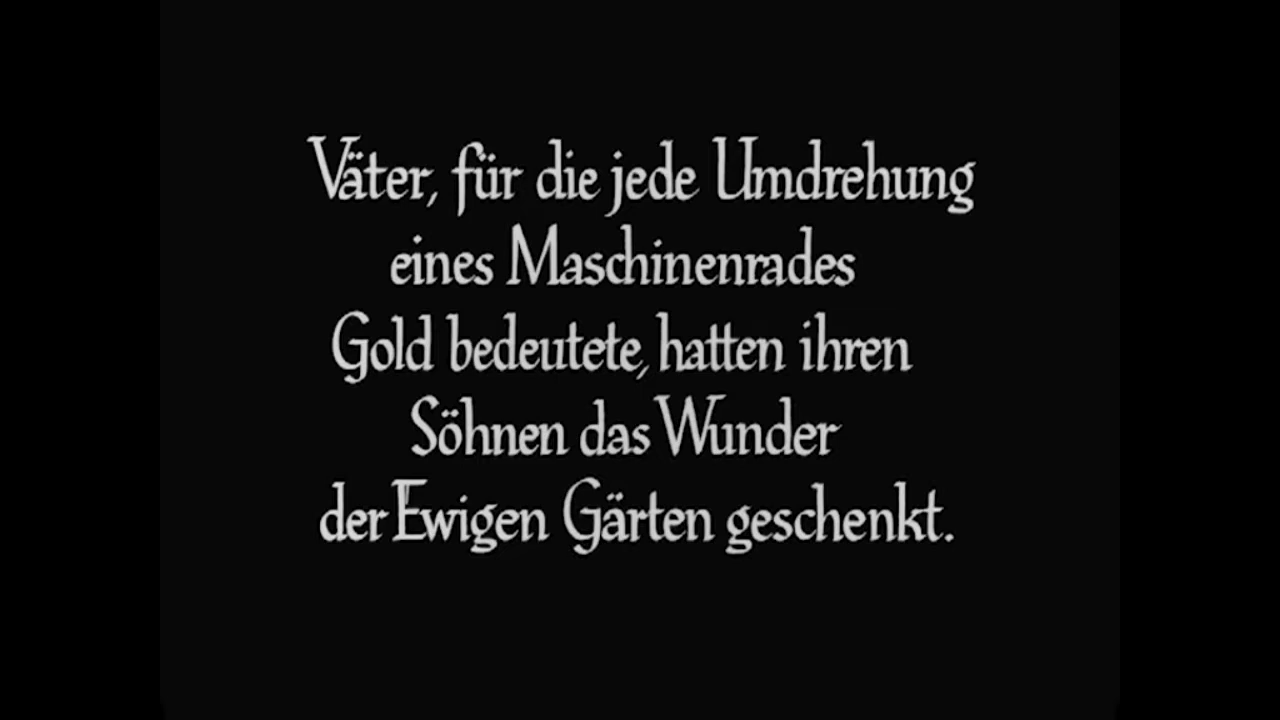 Väter, für die jede Umdrehung
eines Maschinenrades
Gold bedeutete, hatten ihren
Söhnen das Wunder
der Ewigen Gärten geschenkt.